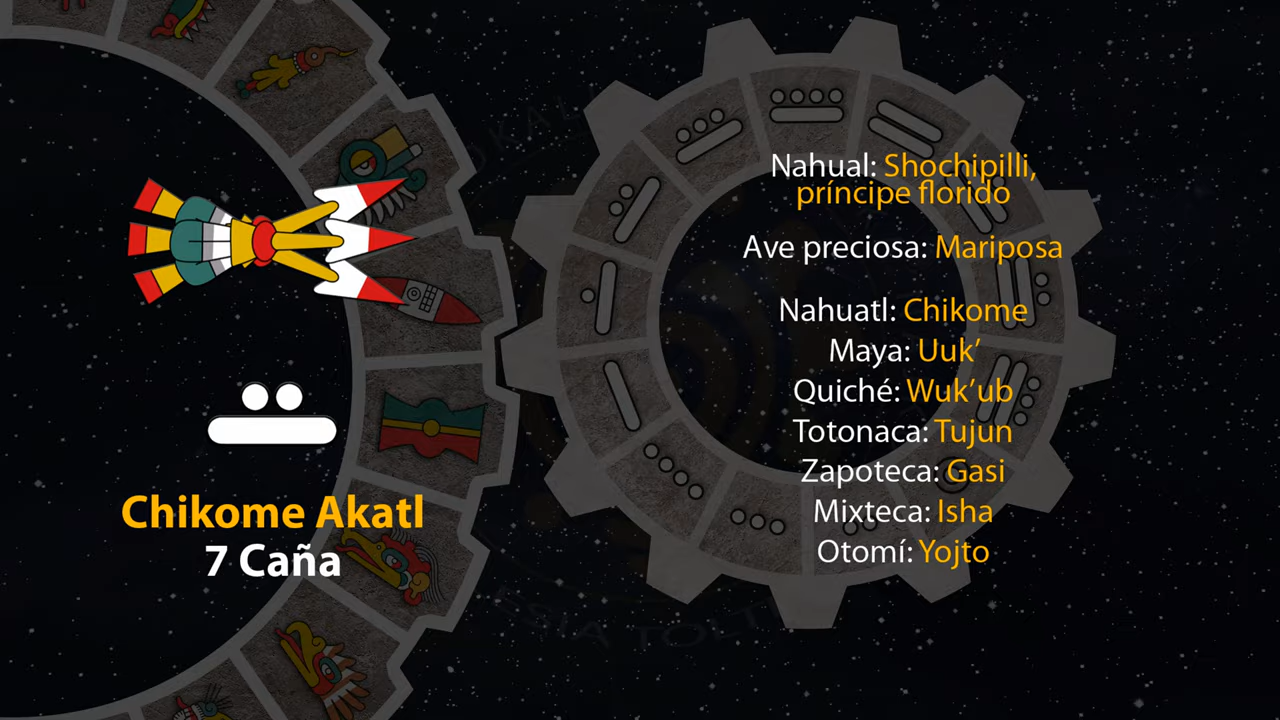 Nahual: Shochipilli,
príncipe florido
Ave preciosa: Mariposa
Nahuatl: Chikome
Maya: Uuk’
Quiché: Wuk’ub
Totonaca: Tujun
Zapoteca: Gasi
Mixteca: Isha
Otomí: Yojto
Chikome Akatl
7 Caña